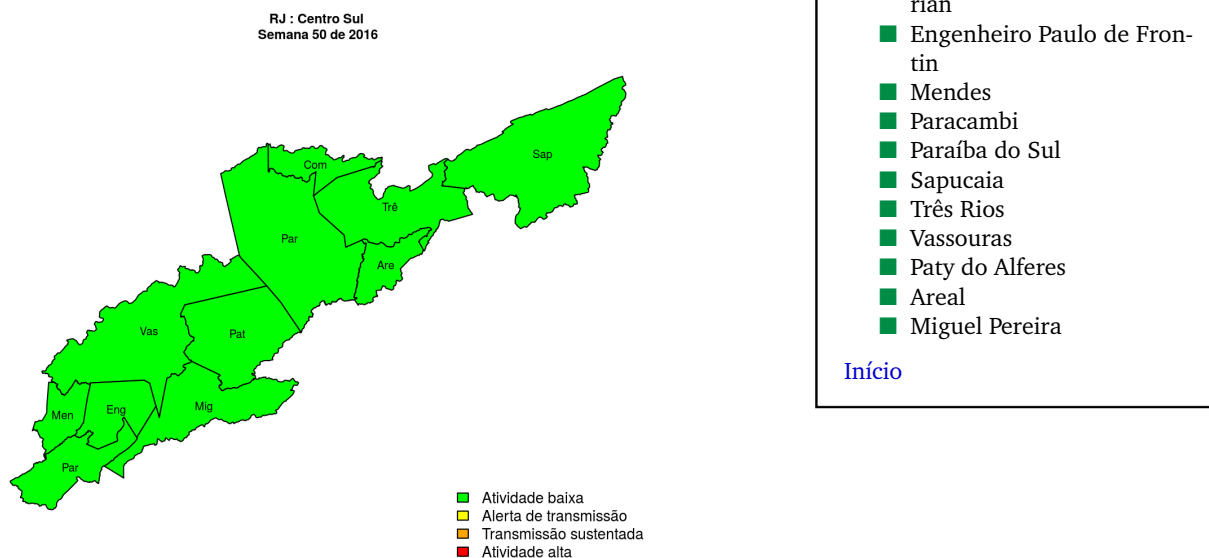 RJ : Centro Sul
Semana 50 de 2016
Sap
Com
Trê
Par
Are
Vas
Pat
Men
Eng
Mig
Par
Atividade baixa
Alerta de transmissão
Transmissão sustentada
Atividade alta
rian
Engenheiro Paulo de Fron-
tin
Mendes
Paracambi
Paraíba do Sul
Sapucaia
Três Rios
Vassouras
Paty do Alferes
Areal
Miguel Pereira
Início